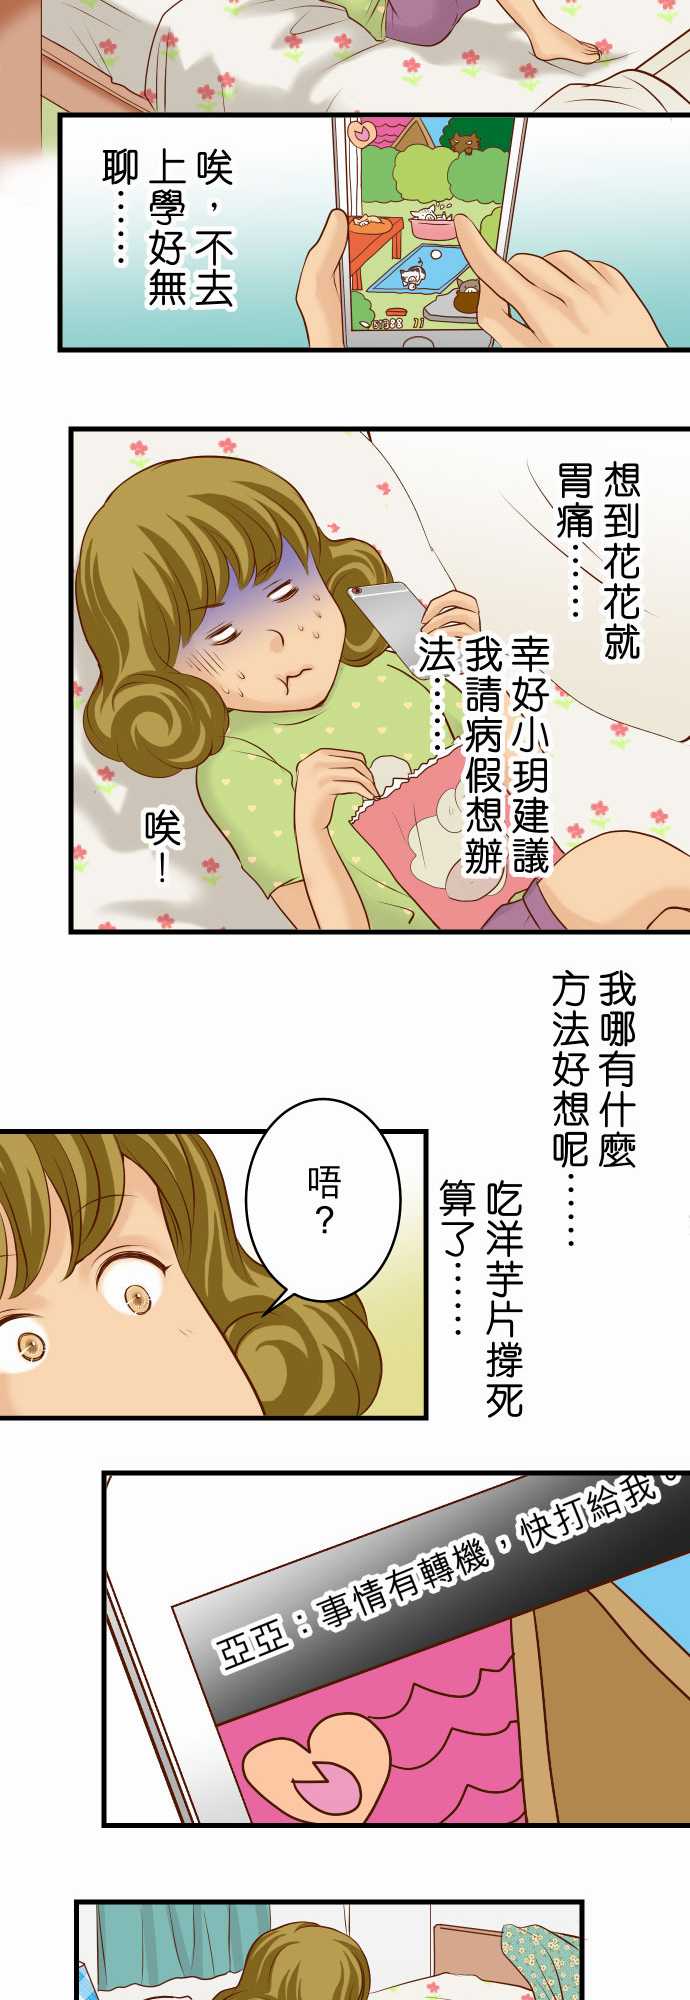 唉，不去
上學好無
聊……
想到花花就
胃痛……
幸好小玥建議
我請病假想辦
法……
唉！
我哪有什麼
方法好想呢……
吃洋芋片撐死
算了……
唔？
亞亞：事情有轉機，快打給我。